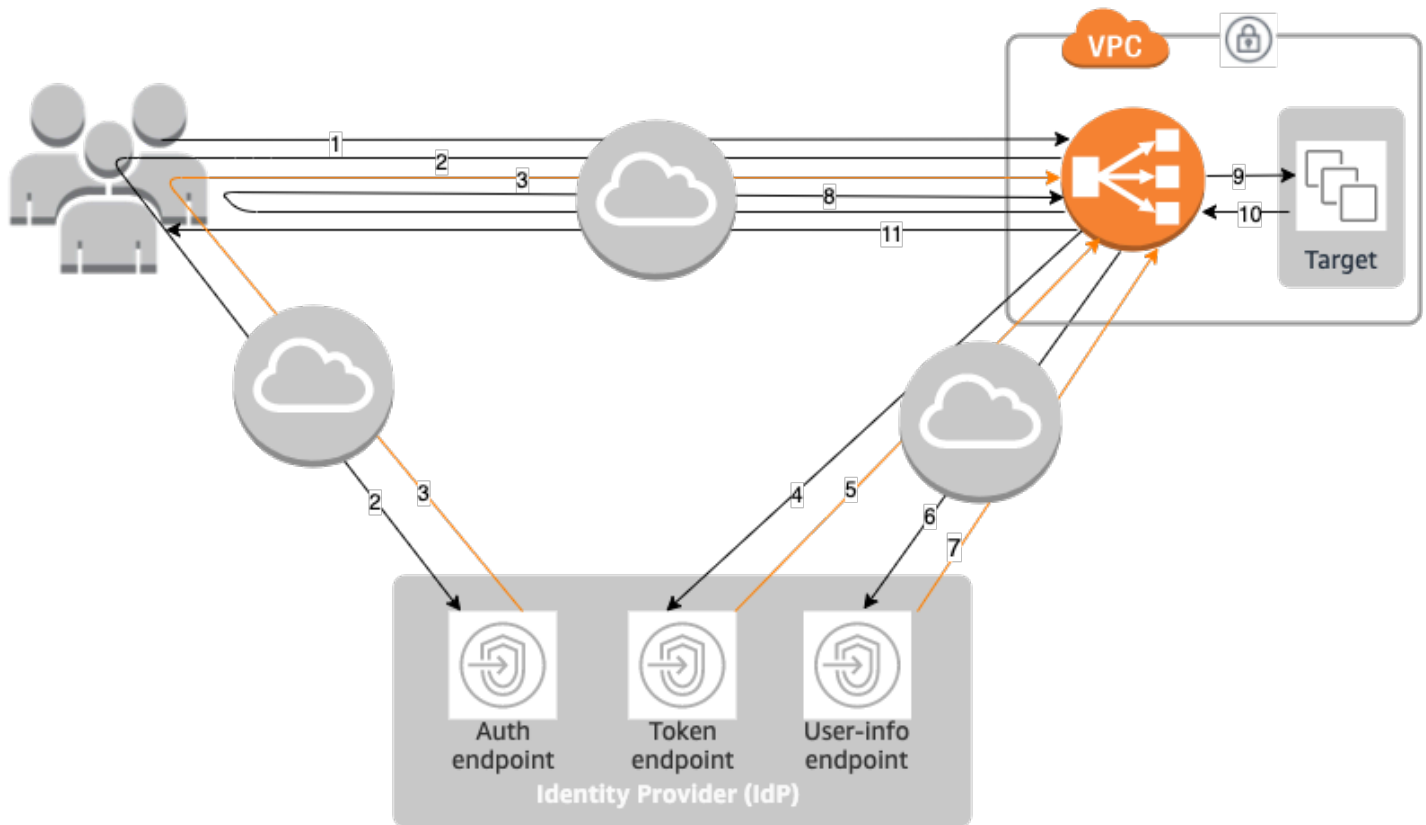 VPC
1
2
3
8
9
11
10
Target
2
3
4
5
6
7
Auth
endpoint
Token
endpoint
User-info
endpoint
Identity Provider (IdP)